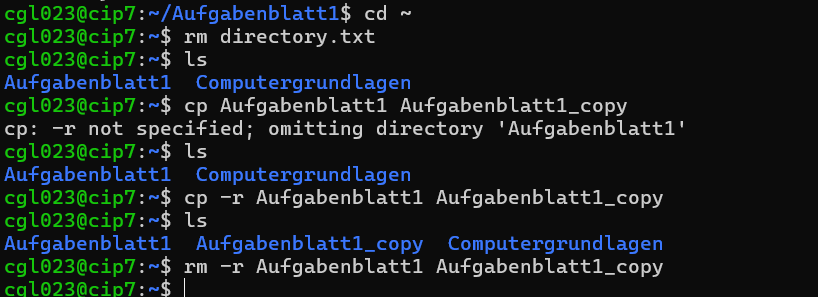 cgl023@cip7:~/Aufgabenblatt1$ cd ~
cgl023@cip7:~$ rm directory.txt
cgl023@cip7:~$ ls
Aufgabenblatt1  Computergrundlagen
cgl023@cip7:~$ cp Aufgabenblatt1 Aufgabenblatt1_copy
cp: -r not specified; omitting directory 'Aufgabenblatt1'
cgl023@cip7:~$ ls
Aufgabenblatt1  Computergrundlagen
cgl023@cip7:~$ cp -r Aufgabenblatt1 Aufgabenblatt1_copy
cgl023@cip7:~$ ls
Aufgabenblatt1  Aufgabenblatt1_copy  Computergrundlagen
cgl023@cip7:~$ rm -r Aufgabenblatt1 Aufgabenblatt1_copy
cgl023@cip7:~$